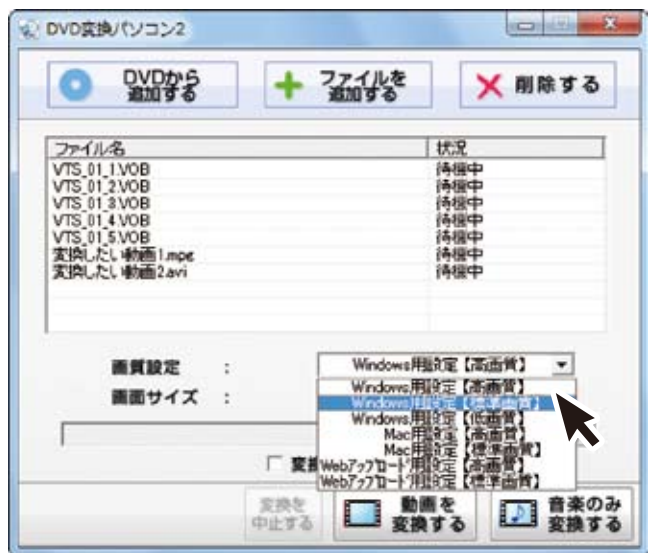 DVD変換パソコン2
DVDから
追加する
ファイルを
追加する
削除する
ファイル名 状況
VTS_01_1.VOB 待機中
VTS_01_2.VOB 待機中
VTS_01_3.VOB 待機中
VTS_01_4.VOB 待機中
VTS_01_5.VOB 待機中
変換したい動画1.mpg 待機中
変換したい動画2.avi 待機中
画質設定 : Windows用設定【高画質】
Windows用設定【高画質】
画面サイズ : Windows用設定【標準画質】
Windows用設定【低画質】
Mac用設定【高画質】
Mac用設定【標準画質】
変換 Webアップロード用設定【高画質】
Webアップロード用設定【標準画質】
変換を
中止する
動画を
変換する
音楽のみ
変換する